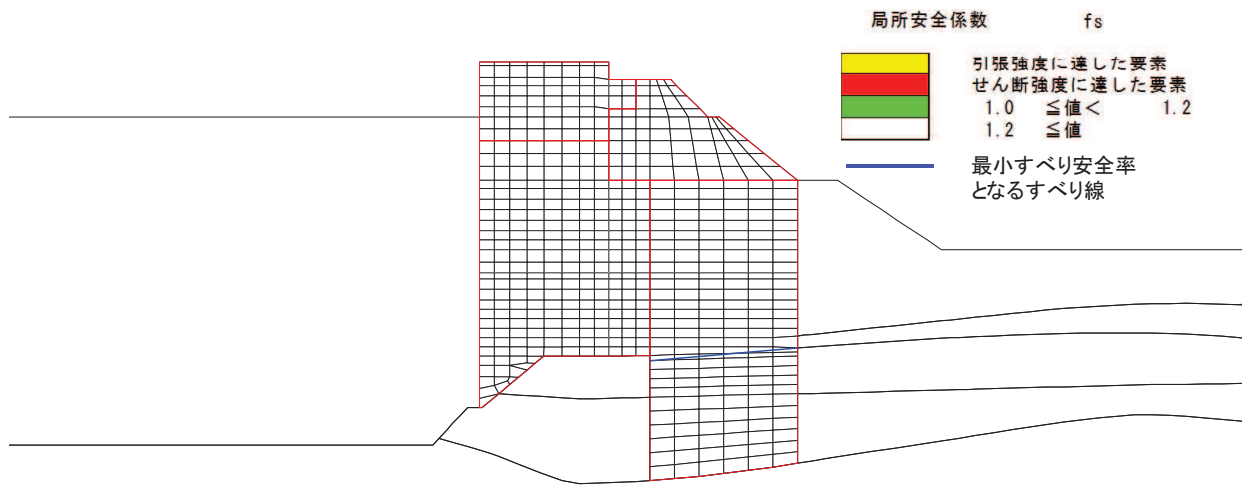 局所安全係数 fs
引張強度に達した要素
せん断強度に達した要素
1.0 ≦値< 1.2
1.2 ≦値
最小すべり安全率
となるすべり線